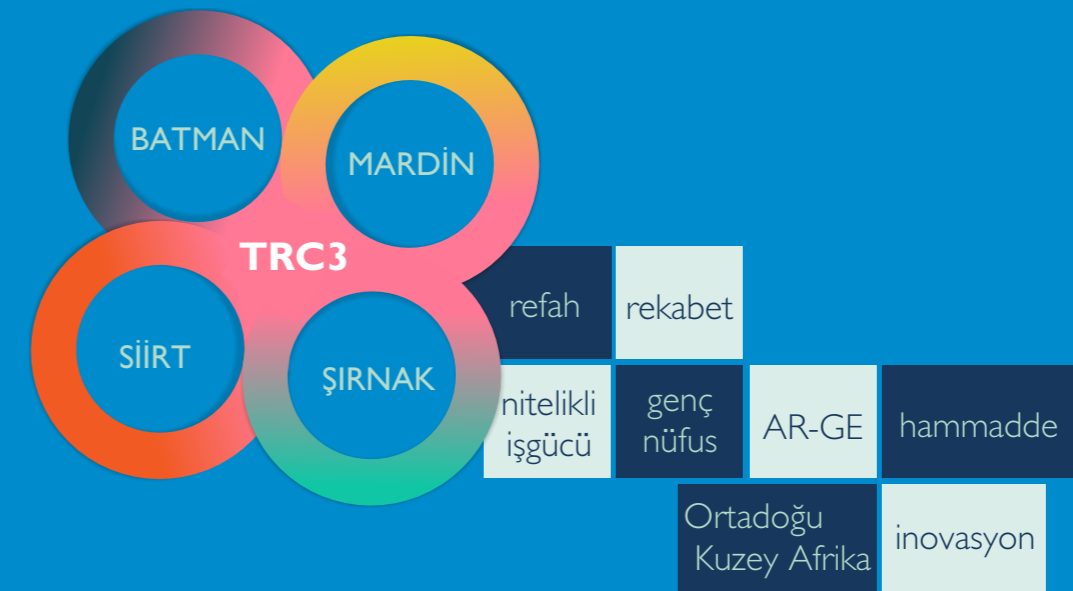 BATMAN
MARDİN
TRC3
SİİRT
ŞIRNAK
refah
rekabet
nitelikli
işgücü
genç
nüfus
AR-GE
hammadde
Ortadoğu
Kuzey Afrika
inovasyon